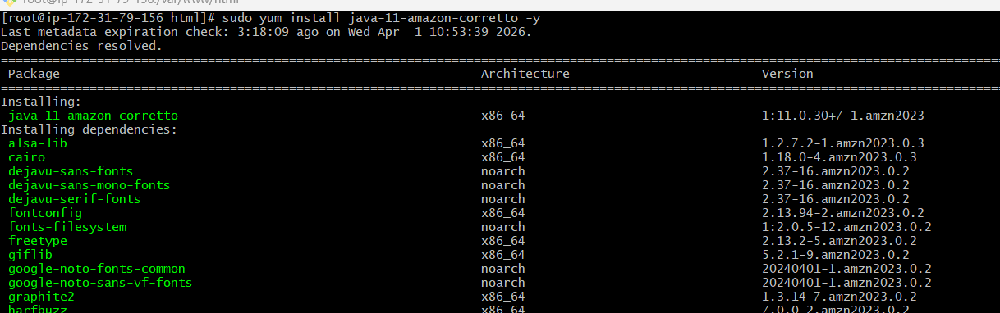 root@ip-172-31-79-156:/var/www/html
[root@ip-172-31-79-156 html]# sudo yum install java-11-amazon-corretto -y
Last metadata expiration check: 3:18:09 ago on Wed Apr  1 10:53:39 2026.
Dependencies resolved.
Package Architecture Version
Installing:
java-11-amazon-corretto x86_64 1:11.0.30+7-1.amzn2023
Installing dependencies:
alsa-lib x86_64 1.2.7.2-1.amzn2023.0.3
cairo x86_64 1.18.0-4.amzn2023.0.3
dejavu-sans-fonts noarch 2.37-16.amzn2023.0.2
dejavu-sans-mono-fonts noarch 2.37-16.amzn2023.0.2
dejavu-serif-fonts noarch 2.37-16.amzn2023.0.2
fontconfig x86_64 2.13.94-2.amzn2023.0.2
fonts-filesystem noarch 1:2.0.5-12.amzn2023.0.2
freetype x86_64 2.13.2-5.amzn2023.0.2
giflib x86_64 5.2.1-9.amzn2023.0.2
google-noto-fonts-common noarch 20240401-1.amzn2023.0.2
google-noto-sans-vf-fonts noarch 20240401-1.amzn2023.0.2
graphite2 x86_64 1.3.14-7.amzn2023.0.2
harfbuzz x86_64 7.0.0-2.amzn2023.0.2